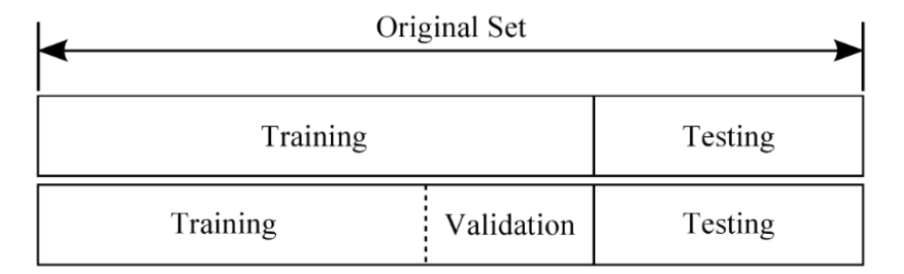 Original Set
Training Testing
Training Validation Testing